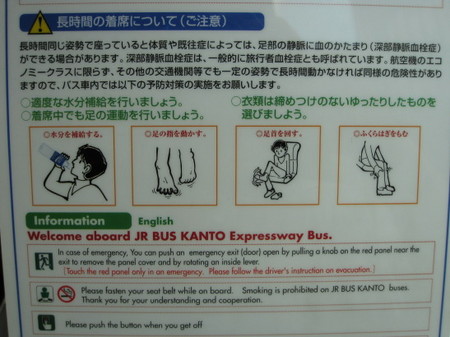 長時間の着席について（ご注意）
長時間同じ姿勢で座っていると体質や既往症によっては、足部の静脈に血のかたまり（深部静脈血栓症）
ができる場合があります。深部静脈血栓症は、一般的に旅行者血栓症とも呼ばれています。航空機のエコ
ノミークラスに限らず、その他の交通機関等でも一定の姿勢で長時間動かなければ同様の危険性があり
ますので、バス車内では以下の予防対策の実施をお願いします。
○適度な水分補給を行いましょう。
○着席中でも足の運動を行いましょう。
○衣類は締めつけのないゆったりしたものを
選びましょう。
◎水分を補給する。
◎足の指を動かす。
◎足首を回す。
◎ふくらはぎをもむ
Information English
Welcome aboard JR BUS KANTO Expressway Bus.
In case of emergency, You can push an emergency exit (door) open by pulling a knob on the red panel near the
exit to remove the panel cover and by rotating an inside lever.
[Touch the red panel only in an emergency. Please follow the driver's instruction on evacuation.]
Please fasten your seat belt while on board. Smoking is prohibited on JR BUS KANTO buses.
Thank you for your understanding and cooperation.
Please push the button when you get off